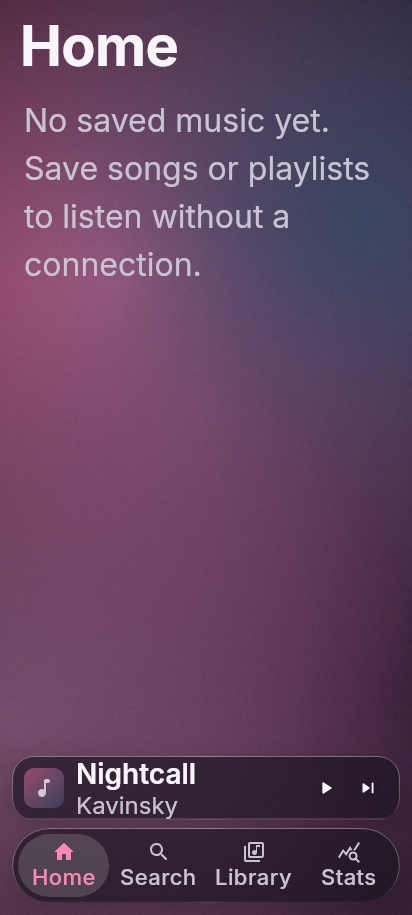 Home
No saved music yet.
Save songs or playlists
to listen without a
connection.
Nightcall
Kavinsky
Home
Search
Library
Stats